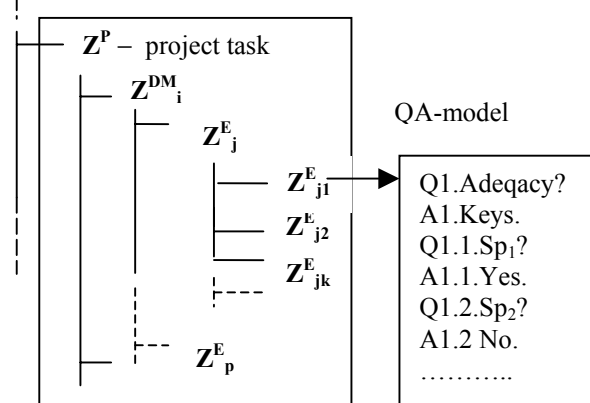 Z^P – project task
Z^DM_i
QA-model
Z^E_j
Z^E_j1
Z^E_j2
Z^E_jk
Z^E_p
Q1.Adeqacy?
A1.Keys.
Q1.1.Sp₁?
A1.1.Yes.
Q1.2.Sp₂?
A1.2 No.
………..